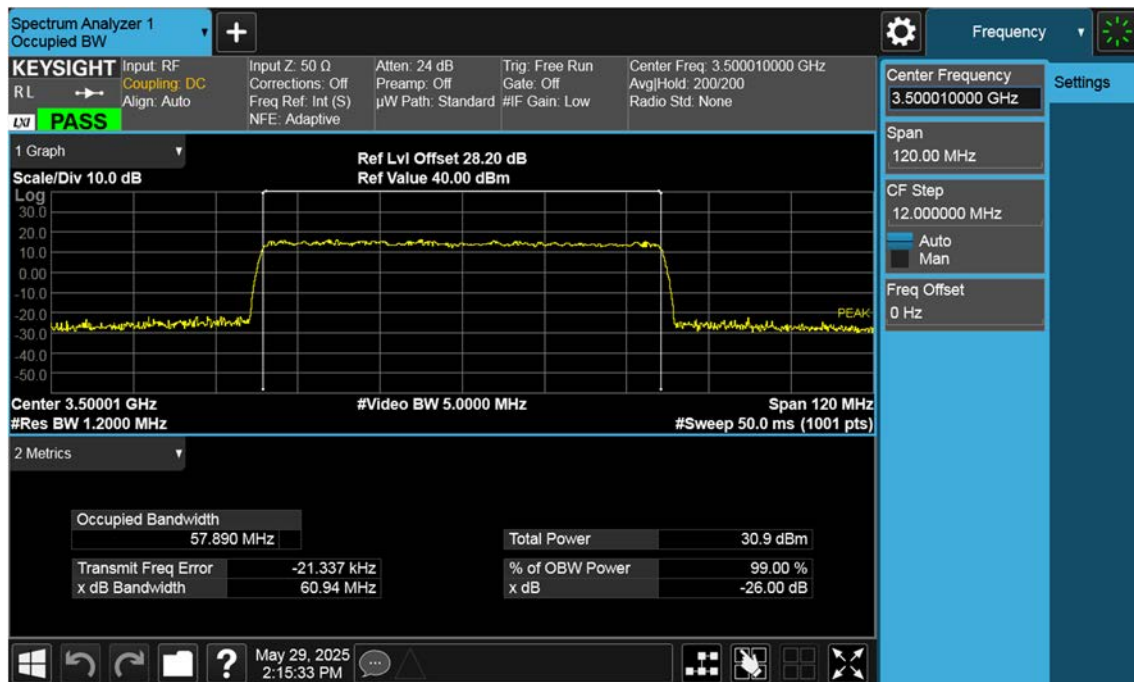 Spectrum Analyzer 1
Occupied BW
Frequency
KEYSIGHT
RL
LXI PASS
Input: RF
Coupling: DC
Align: Auto
Input Z: 50 Ω
Corrections: Off
Freq Ref: Int (S)
NFE: Adaptive
Atten: 24 dB
Preamp: Off
µW Path: Standard
Trig: Free Run
Gate: Off
#IF Gain: Low
Center Freq: 3.500010000 GHz
Avg|Hold: 200/200
Radio Std: None
Center Frequency
3.500010000 GHz
Settings
Span
120.00 MHz
CF Step
12.000000 MHz
Auto
Man
Freq Offset
0 Hz
1 Graph
Scale/Div 10.0 dB
Ref Lvl Offset 28.20 dB
Ref Value 40.00 dBm
Log
30.0
20.0
10.0
0.00
-10.0
-20.0
-30.0
-40.0
-50.0
PEAK
Center 3.50001 GHz
#Video BW 5.0000 MHz
Span 120 MHz
#Res BW 1.2000 MHz
#Sweep 50.0 ms (1001 pts)
2 Metrics
Occupied Bandwidth
57.890 MHz
Total Power 30.9 dBm
Transmit Freq Error -21.337 kHz
% of OBW Power 99.00 %
x dB Bandwidth 60.94 MHz
x dB -26.00 dB
?
May 29, 2025
2:15:33 PM